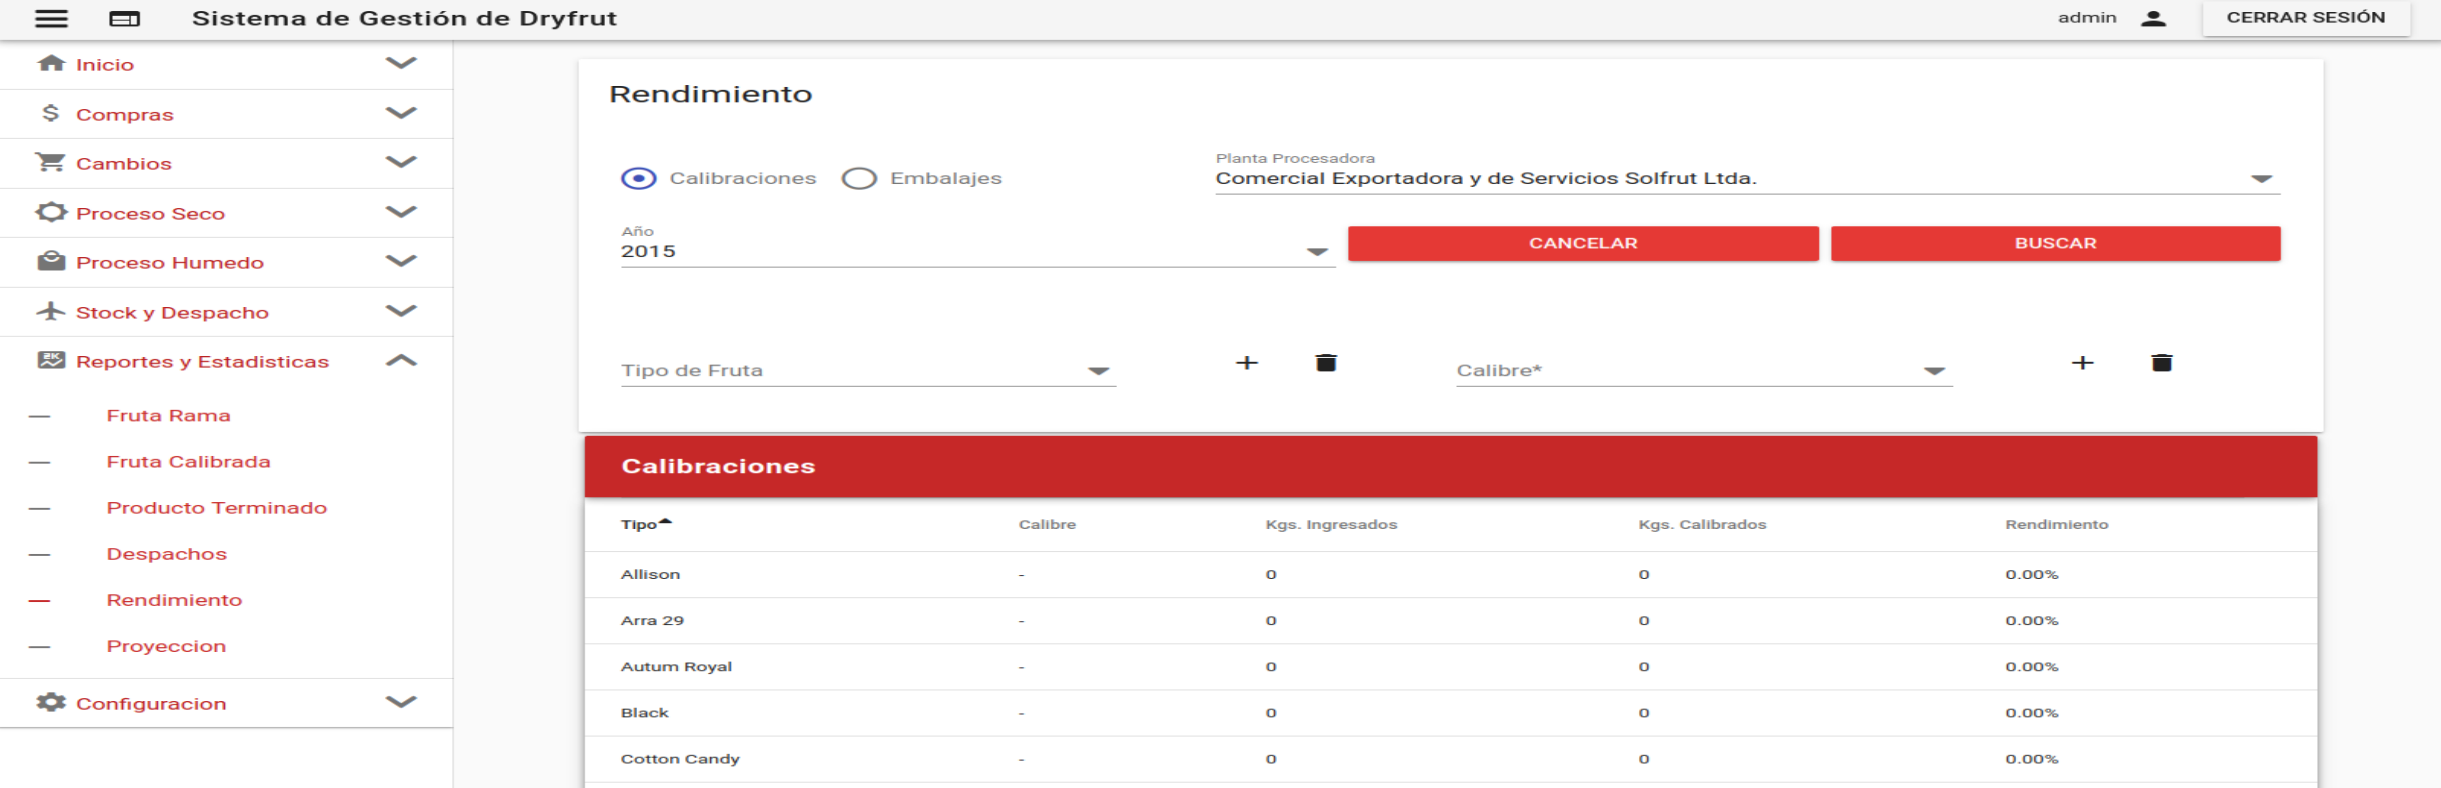 Sistema de Gestión de Dryfrut
admin
CERRAR SESIÓN
Inicio
Compras
Cambios
Proceso Seco
Proceso Humedo
Stock y Despacho
Reportes y Estadisticas
Fruta Rama
Fruta Calibrada
Producto Terminado
Despachos
Rendimiento
Proyeccion
Configuracion
Rendimiento
Calibraciones
Embalajes
Planta Procesadora
Comercial Exportadora y de Servicios Solfrut Ltda.
Año
2015
CANCELAR
BUSCAR
Tipo de Fruta
Calibre*
Calibraciones
Tipo Calibre Kgs. Ingresados Kgs. Calibrados Rendimiento
Allison - 0 0 0.00%
Arra 29 - 0 0 0.00%
Autum Royal - 0 0 0.00%
Black - 0 0 0.00%
Cotton Candy - 0 0 0.00%